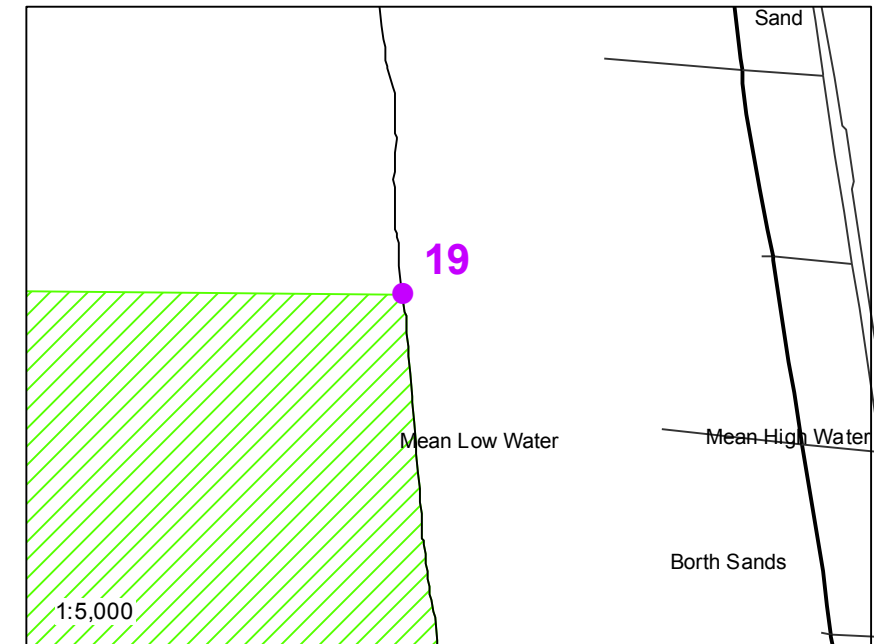 Sand
19
Mean Low Water
Mean High Water
Borth Sands
1:5,000